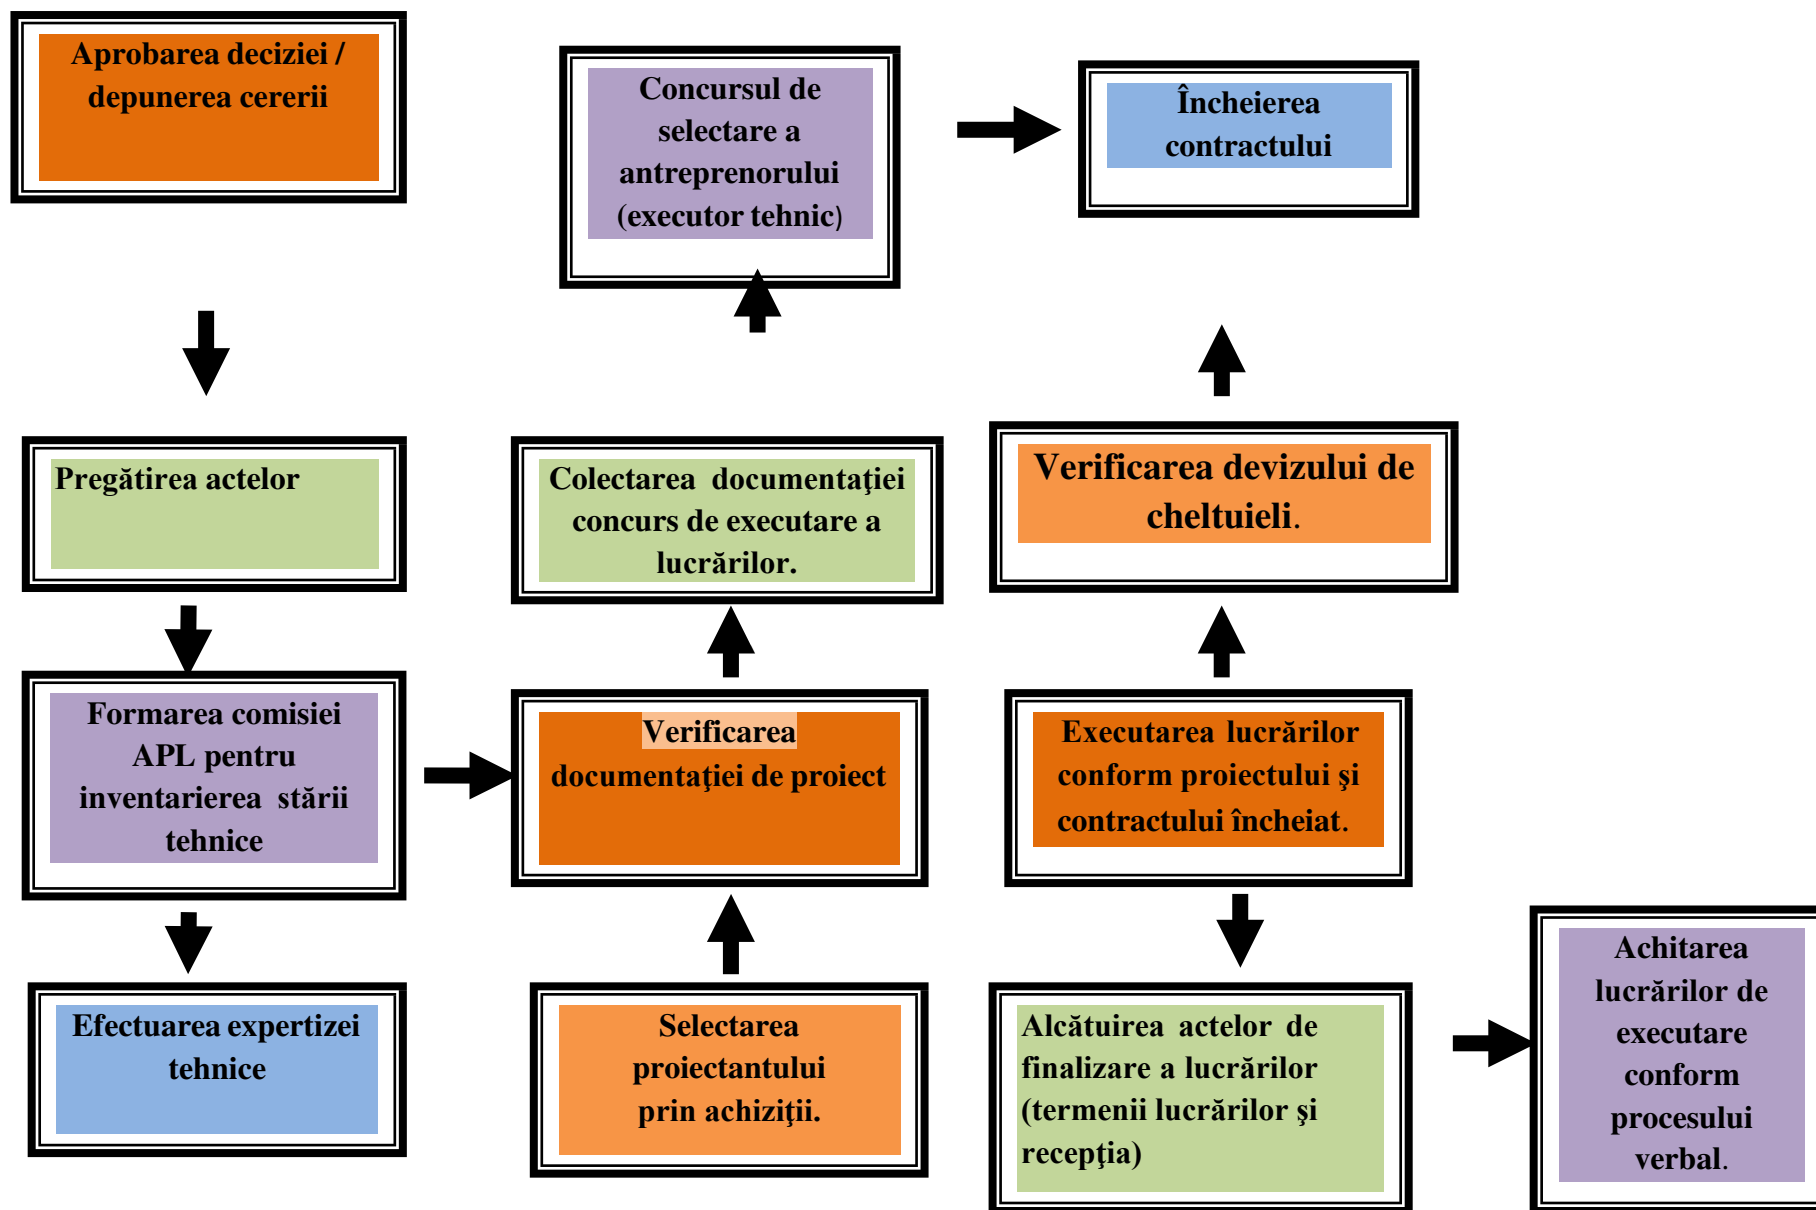 Aprobarea deciziei /
depunerea cererii
Concursul de
selectare a
antreprenorului
(executor tehnic)
Încheierea
contractului
Pregătirea actelor
Colectarea documentaţiei
concurs de executare a
lucrărilor.
Verificarea devizului de
cheltuieli.
Formarea comisiei
APL pentru
inventarierea stării
tehnice
Verificarea
documentaţiei de proiect
Executarea lucrărilor
conform proiectului şi
contractului încheiat.
Efectuarea expertizei
tehnice
Selectarea
proiectantului
prin achiziţii.
Alcătuirea actelor de
finalizare a lucrărilor
(termenii lucrărilor şi
recepţia)
Achitarea
lucrărilor de
executare
conform
procesului
verbal.